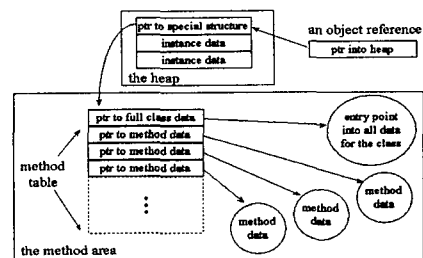 an object reference
ptr to special structure
instance data
instance data
ptr into heap
the heap
ptr to full class data
ptr to method data
ptr to method data
ptr to method data
entry point
into all data
for the class
method
table
method
data
method
data
method
data
the method area